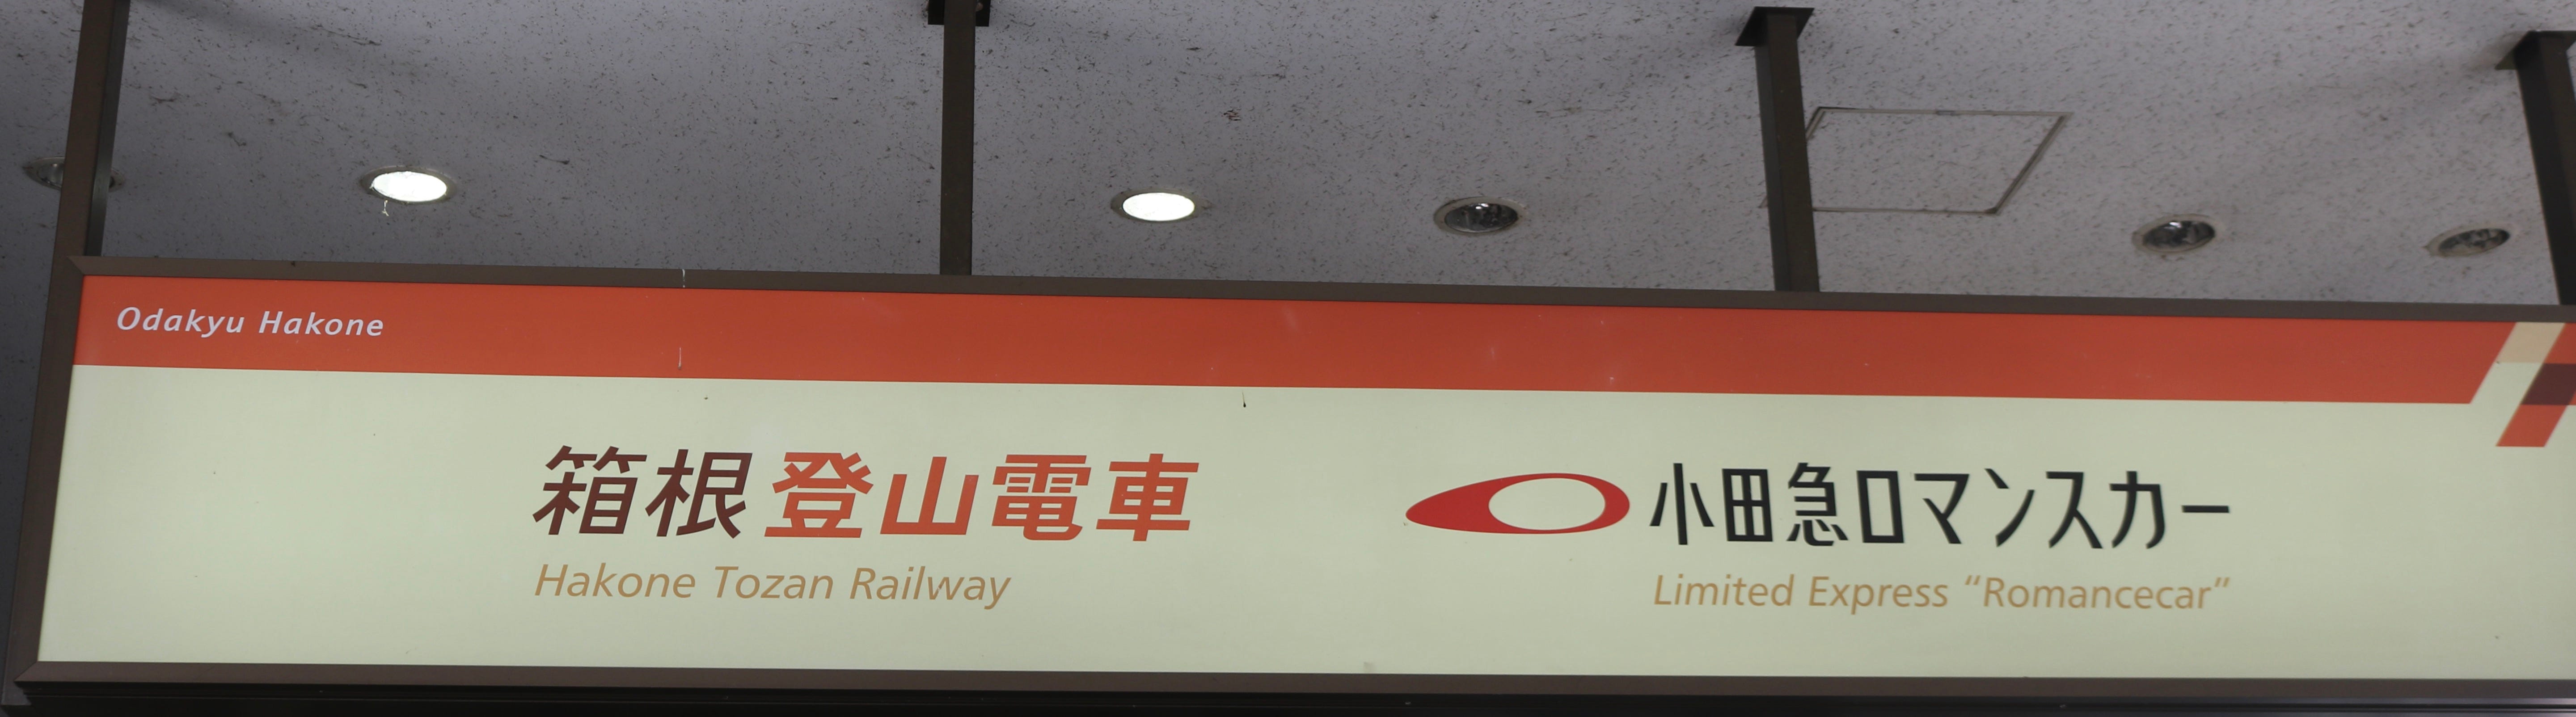 Odakyu Hakone
箱根登山電車
Hakone Tozan Railway
小田急ロマンスカー
Limited Express “Romancecar”